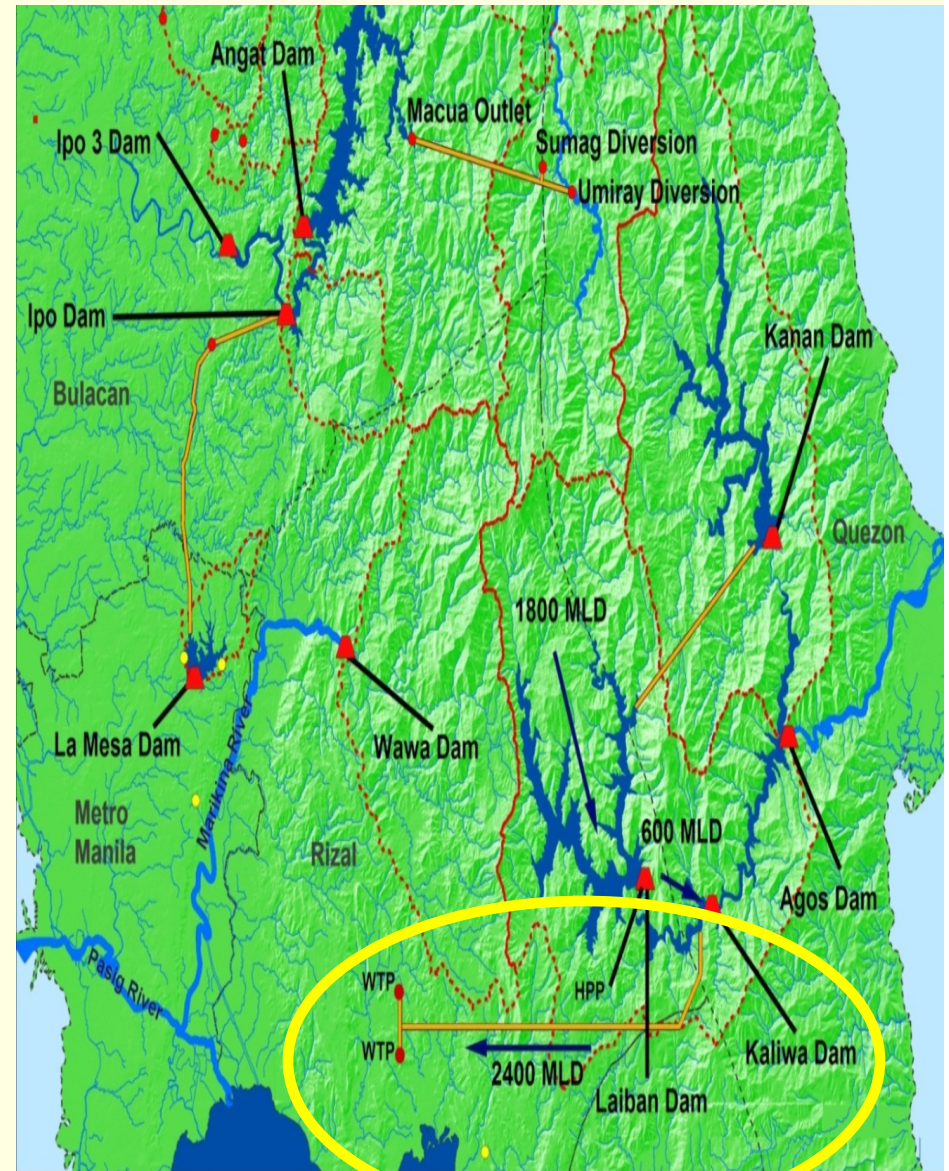 Angat Dam
Macua Outlet
Ipo 3 Dam
Sumag Diversion
Umiray Diversion
Ipo Dam
Kanan Dam
Bulacan
Quezon
1800 MLD
La Mesa Dam
Wawa Dam
Marikina River
Metro
Manila
Rizal
600 MLD
Agos Dam
Pasig River
WTP
HPP
WTP
Kaliwa Dam
2400 MLD
Laiban Dam